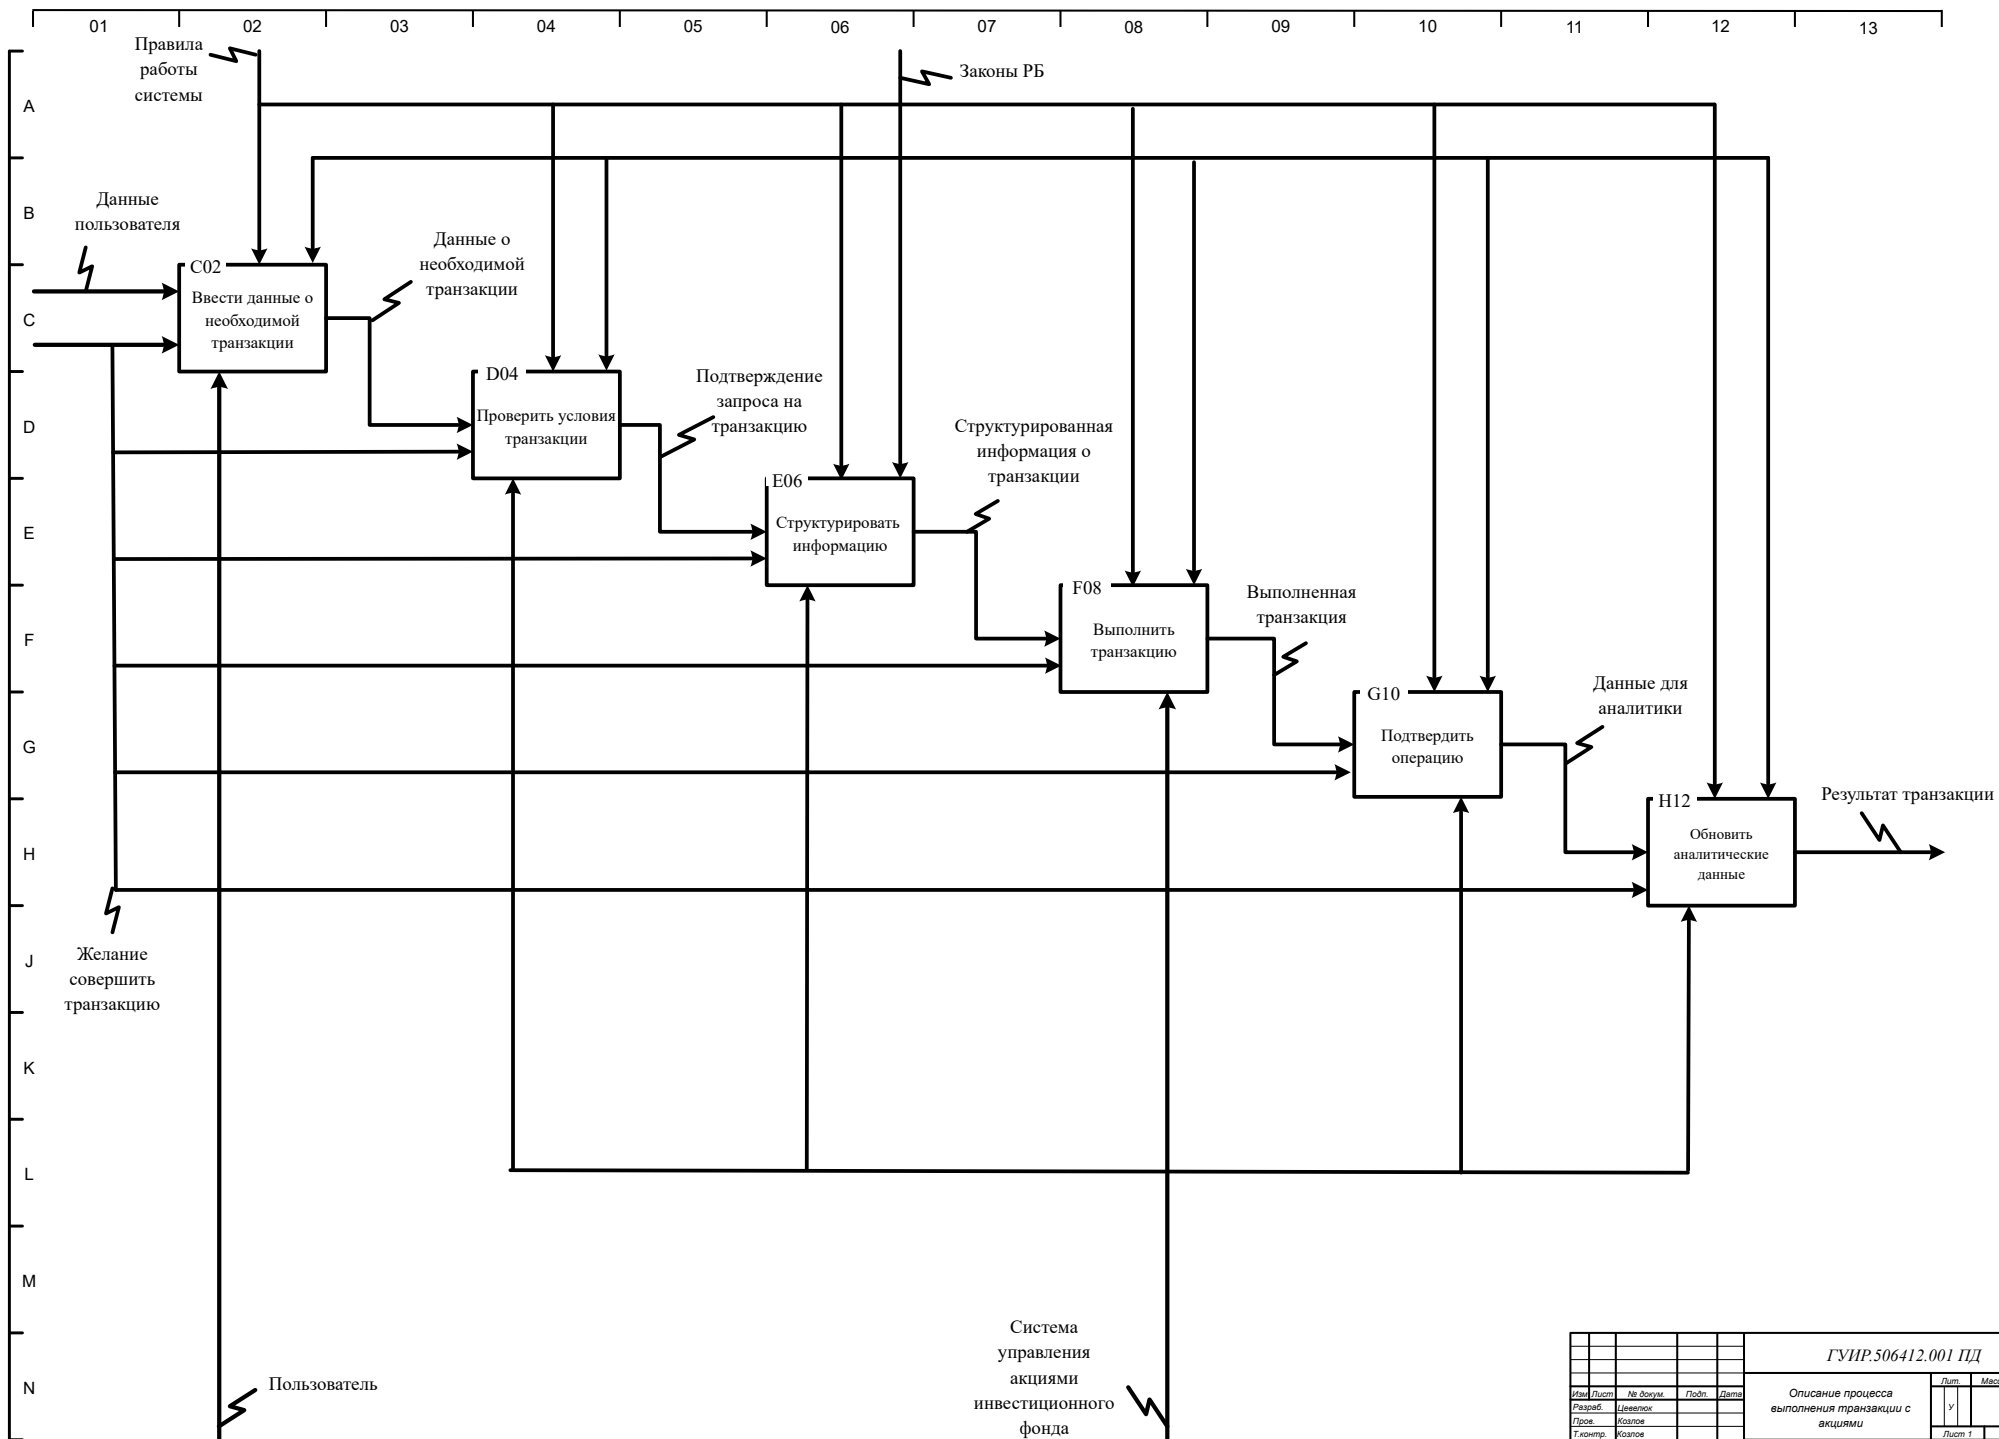 01 02 03 04 05 06 07 08 09 10 11 12 13
Правила
работы
системы
Законы РБ
A
Данные
пользователя
B
Данные о
необходимой
транзакции
C02
Ввести данные о
необходимой
транзакции
C
D04
Проверить условия
транзакции
Подтверждение
запроса на
транзакцию
D
Структурированная
информация о
транзакции
E06
Структурировать
информацию
E
F08
Выполнить
транзакцию
Выполненная
транзакция
F
G10
Подтвердить
операцию
Данные для
аналитики
G
H12
Обновить
аналитические
данные
Результат транзакции
H
Желание
совершить
транзакцию
J
K
L
M
N
Пользователь
Система
управления
акциями
инвестиционного
фонда
ГУИР.506412.001 ПД
Изм Лист № докум. Подп. Дата
Разраб. Цевелюк
Пров. Козлов
Т.контр. Козлов
Описание процесса
выполнения транзакции с
акциями
Лит.
У
Лист 1